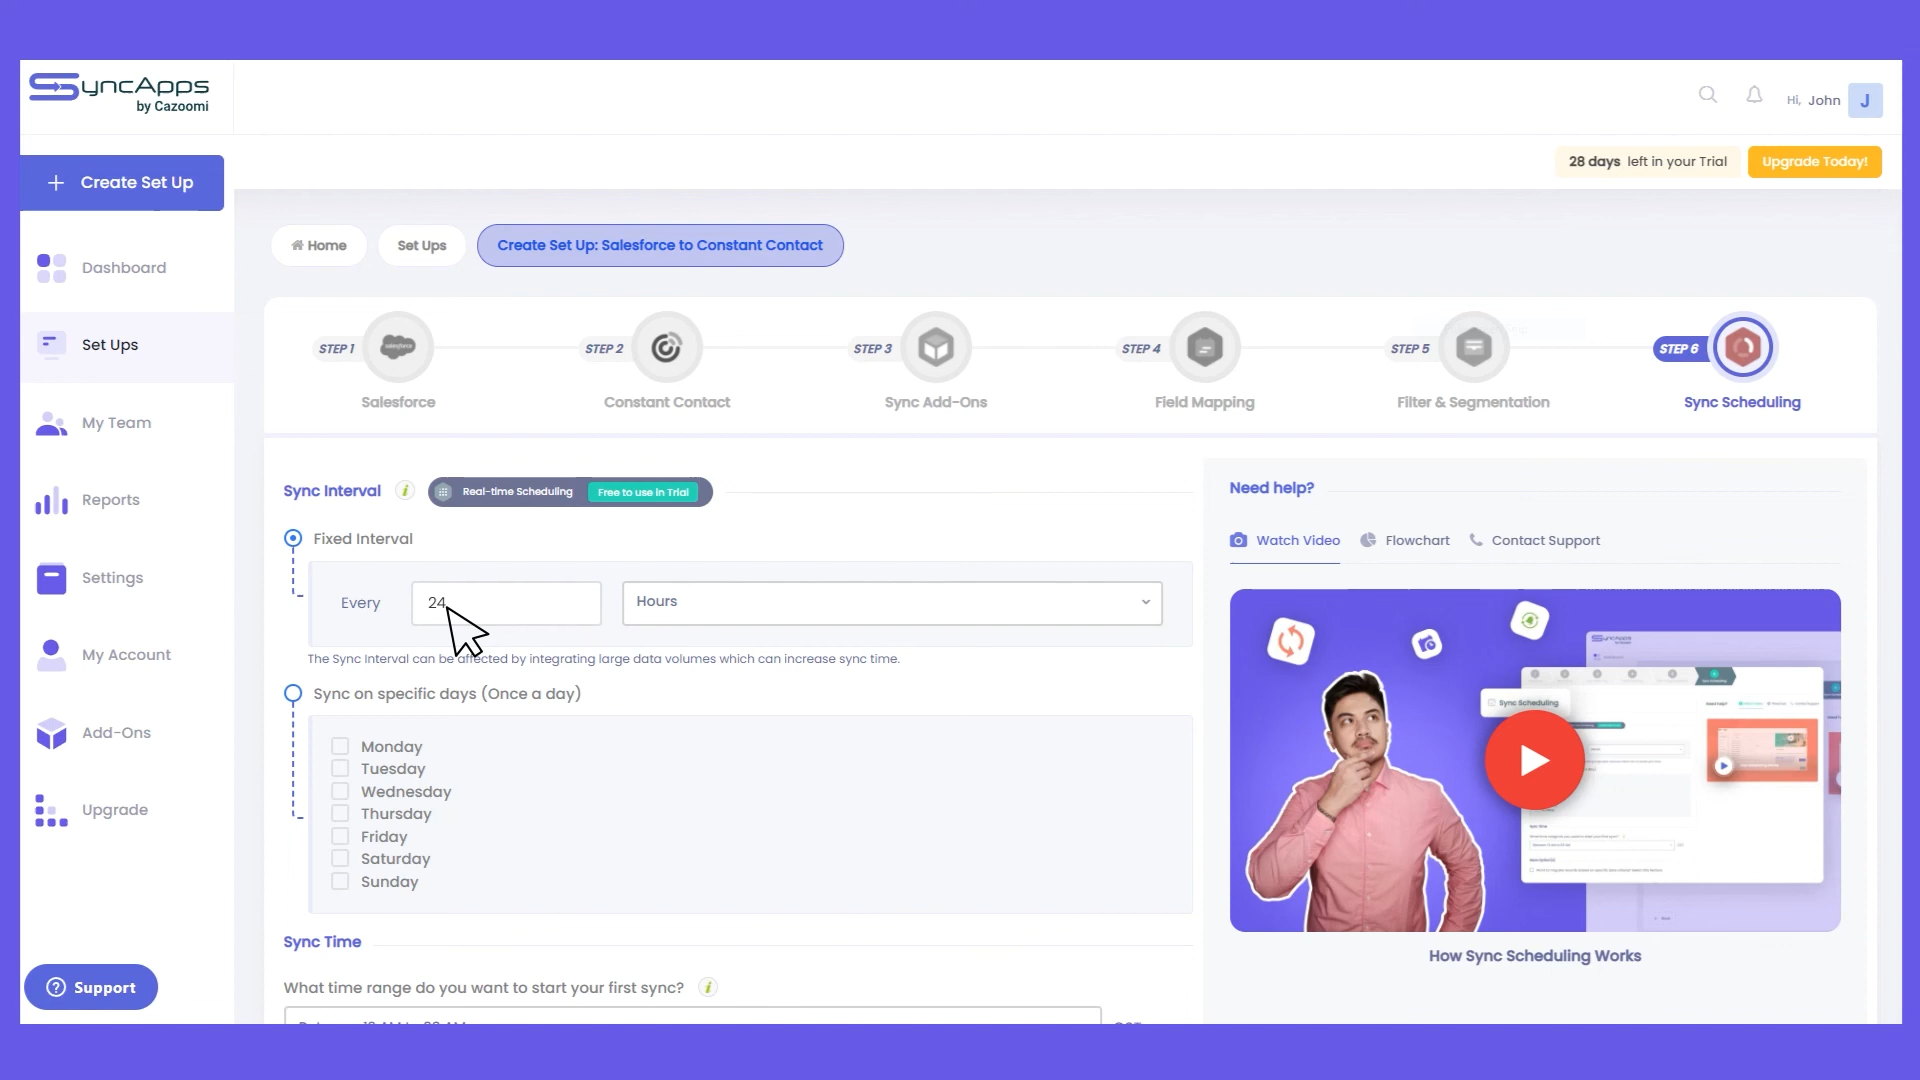 SyncApps
by Cazoomi
Hi, John
J
28 days left in your Trial
Upgrade Today!
Create Set Up
Dashboard
Set Ups
My Team
Reports
Settings
My Account
Add-Ons
Upgrade
Support
Home
Set Ups
Create Set Up: Salesforce to Constant Contact
STEP 1
Salesforce
STEP 2
Constant Contact
STEP 3
Sync Add-Ons
STEP 4
Field Mapping
STEP 5
Filter & Segmentation
STEP 6
Sync Scheduling
Sync Interval
i
Real-time Scheduling
Free to use in Trial
Fixed Interval
Every
24
Hours
The Sync Interval can be affected by integrating large data volumes which can increase sync time.
Sync on specific days (Once a day)
Monday
Tuesday
Wednesday
Thursday
Friday
Saturday
Sunday
Sync Time
What time range do you want to start your first sync?
i
Need help?
Watch Video
Flowchart
Contact Support
Sync Scheduling
How Sync Scheduling Works